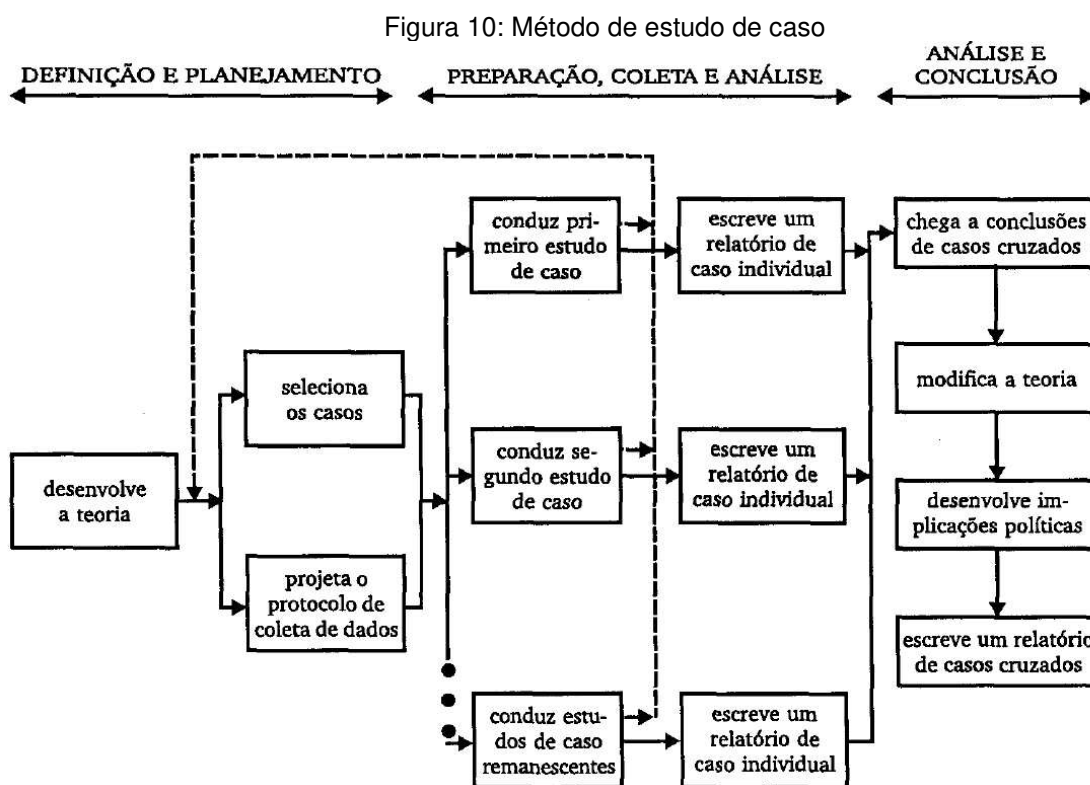 Figura 10: Método de estudo de caso
DEFINIÇÃO E PLANEJAMENTO
PREPARAÇÃO, COLETA E ANÁLISE
ANÁLISE E
CONCLUSÃO
desenvolve
a teoria
seleciona
os casos
projeta o
protocolo de
coleta de dados
conduz pri-
meiro estudo
de caso
escreve um
relatório de
caso individual
conduz se-
gundo estudo
de caso
escreve um
relatório de
caso individual
conduz estu-
dos de caso
remanescentes
escreve um
relatório de
caso individual
chega a conclusões
de casos cruzados
modifica a teoria
desenvolve im-
plicações políticas
escreve um relatório
de casos cruzados